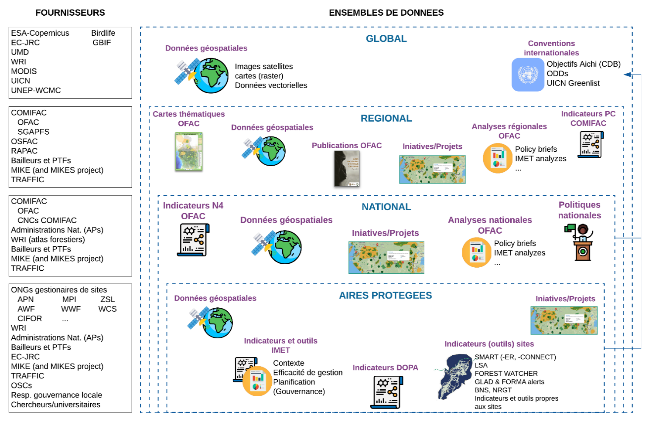 FOURNISSEURS
ENSEMBLES DE DONNEES
ESA-Copernicus Birdlife
EC-JRC GBIF
UMD
WRI
MODIS
UICN
UNEP-WCMC
GLOBAL
Données géospatiales
Images satellites
cartes (raster)
Données vectorielles
Conventions
internationales
Objectifs Aichi (CDB)
ODDs
UICN Greenlist
COMIFAC
OFAC
SGAPFS
OSFAC
RAPAC
Bailleurs et PTFs
MIKE (and MIKES project)
TRAFFIC
REGIONAL
Cartes thématiques
OFAC
Données géospatiales
Publications OFAC
Iniatives/Projets
Analyses régionales
OFAC
Policy briefs
IMET analyzes
...
Indicateurs PC
COMIFAC
COMIFAC
OFAC
CNCs COMIFAC
Administrations Nat. (APs)
WRI (atlas forestiers)
Bailleurs et PTFs
MIKE (and MIKES project)
TRAFFIC
NATIONAL
Indicateurs N4
OFAC
Données géospatiales
Iniatives/Projets
Analyses nationales
OFAC
Policy briefs
IMET analyzes
...
Politiques
nationales
ONGs gestionaires de sites
APN MPI ZSL
AWF WWF WCS
CIFOR ...
WRI
Administrations Nat. (APs)
Bailleurs et PTFs
EC-JRC
MIKE (and MIKES project)
TRAFFIC
OSCs
Resp. gouvernance locale
Chercheurs/universitaires
AIRES PROTEGEES
Données géospatiales
Iniatives/Projets
Indicateurs et outils
IMET
Contexte
Efficacité de gestion
Planification
(Gouvernance)
Indicateurs DOPA
Indicateurs (outils) sites
SMART (-ER, -CONNECT)
LSA
FOREST WATCHER
GLAD & FORMA alerts
BNS, NRGT
Indicateurs et outils propres
aux sites